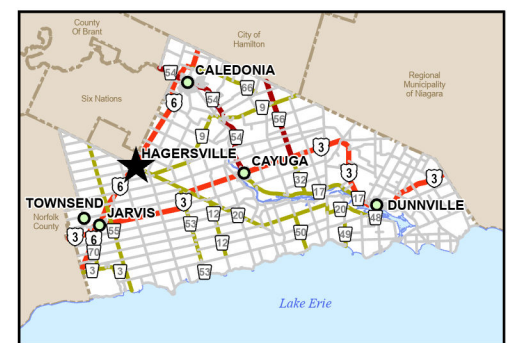 County
Of Brant
City of
Hamilton
54
CALEDONIA
Regional
Municipality
of Niagara
Six Nations
6
54
66
9
56
9
54
HAGERSVILLE
3
CAYUGA
3
3
6
32
17
17
TOWNSEND
3
DUNNVILLE
Norfolk
County
JARVIS
12
20
20
48
3
6
55
53
50
49
70
12
3
3
53
Lake Erie